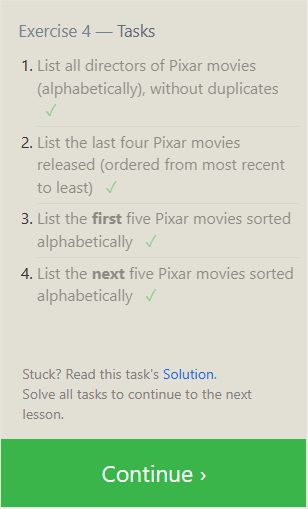 Exercise 4 — Tasks
1. List all directors of Pixar movies
(alphabetically), without duplicates
✓
2. List the last four Pixar movies
released (ordered from most recent
to least) ✓
3. List the first five Pixar movies sorted
alphabetically ✓
4. List the next five Pixar movies sorted
alphabetically ✓
Stuck? Read this task's Solution.
Solve all tasks to continue to the next
lesson.
Continue ›